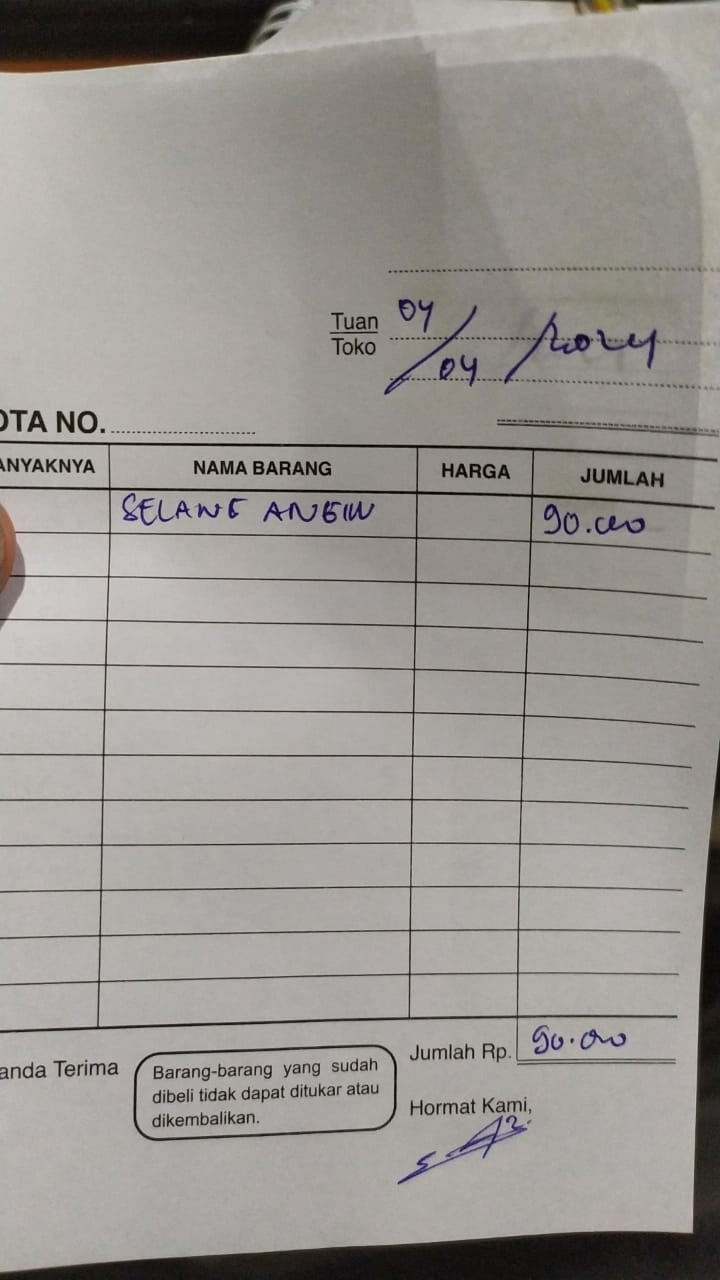 Tuan
Toko
04/04/2024
OTA NO.
ANYAKNYA NAMA BARANG HARGA JUMLAH
SELANG ANGIN 90.000
Jumlah Rp. 90.000
anda Terima
Barang-barang yang sudah
dibeli tidak dapat ditukar atau
dikembalikan.
Hormat Kami,